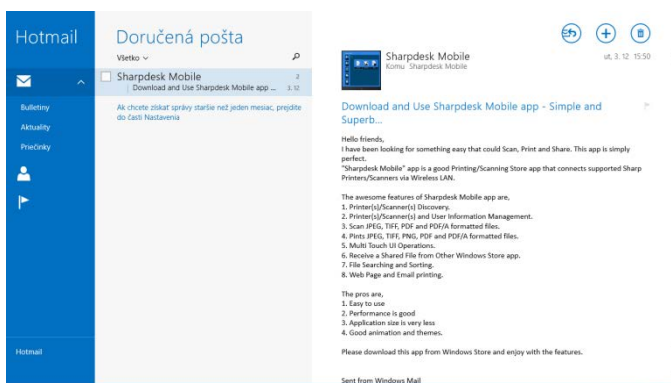 Hotmail
Bulletiny
Aktuality
Priečinky
Hotmail
Doručená pošta
Všetko
Sharpdesk Mobile 2
Download and Use Sharpdesk Mobile app ... 3. 12
Ak chcete získať správy staršie než jeden mesiac, prejdite
do časti Nastavenia
Sharpdesk Mobile
Komu Sharpdesk Mobile
ut, 3. 12 15:50
Download and Use Sharpdesk Mobile app - Simple and
Superb...
Hello friends,
I have been looking for something easy that could Scan, Print and Share. This app is simply
perfect.
"Sharpdesk Mobile" app is a good Printing/Scanning Store app that connects supported Sharp
Printers/Scanners via Wireless LAN.
The awesome features of Sharpdesk Mobile app are,
1. Printer(s)/Scanner(s) Discovery.
2. Printer(s)/Scanner(s) and User Information Management.
3. Scan JPEG, TIFF, PDF and PDF/A formatted files.
4. Pints JPEG, TIFF, PNG, PDF and PDF/A formatted files.
5. Multi Touch UI Operations.
6. Receive a Shared File from Other Windows Store app.
7. File Searching and Sorting.
8. Web Page and Email printing.
The pros are,
1. Easy to use
2. Performance is good
3. Application size is very less
4. Good animation and themes.
Please download this app from Windows Store and enjoy with the features.
Sent from Windows Mail